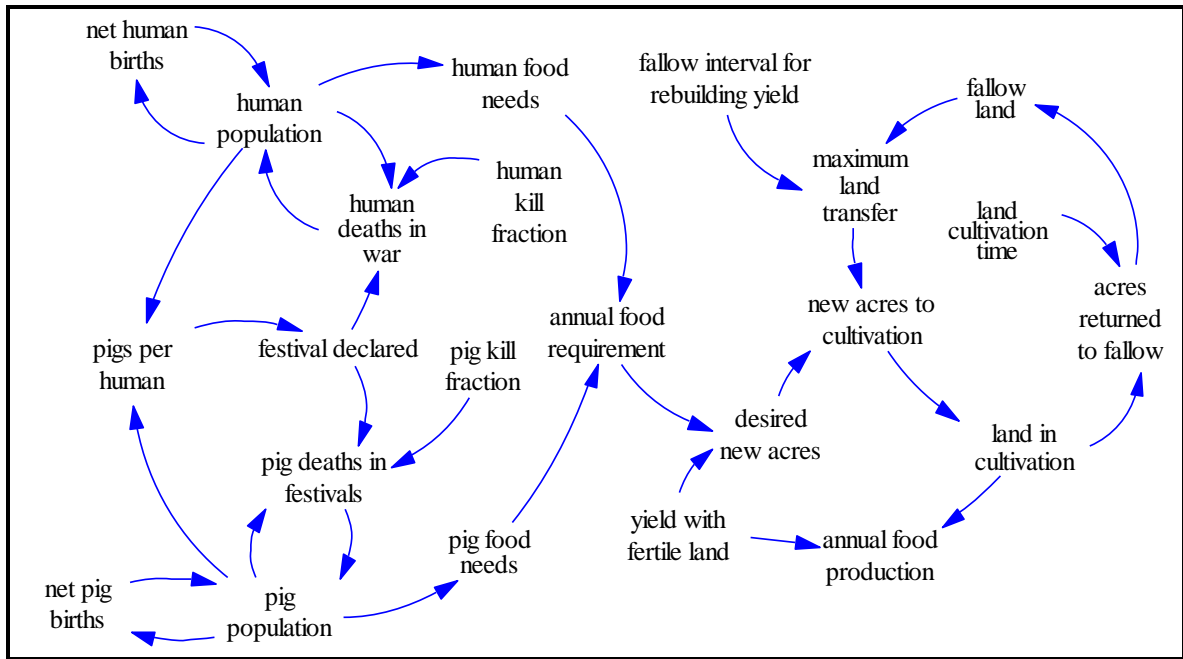 net human
births
human
population
human food
needs
fallow interval for
rebuilding yield
fallow
land
maximum
land
transfer
human
kill
fraction
human
deaths in
war
land
cultivation
time
acres
returned
to fallow
new acres to
cultivation
annual food
requirement
pigs per
human
festival declared
pig kill
fraction
desired
new acres
land in
cultivation
pig deaths in
festivals
yield with
fertile land
annual food
production
pig food
needs
net pig
births
pig
population